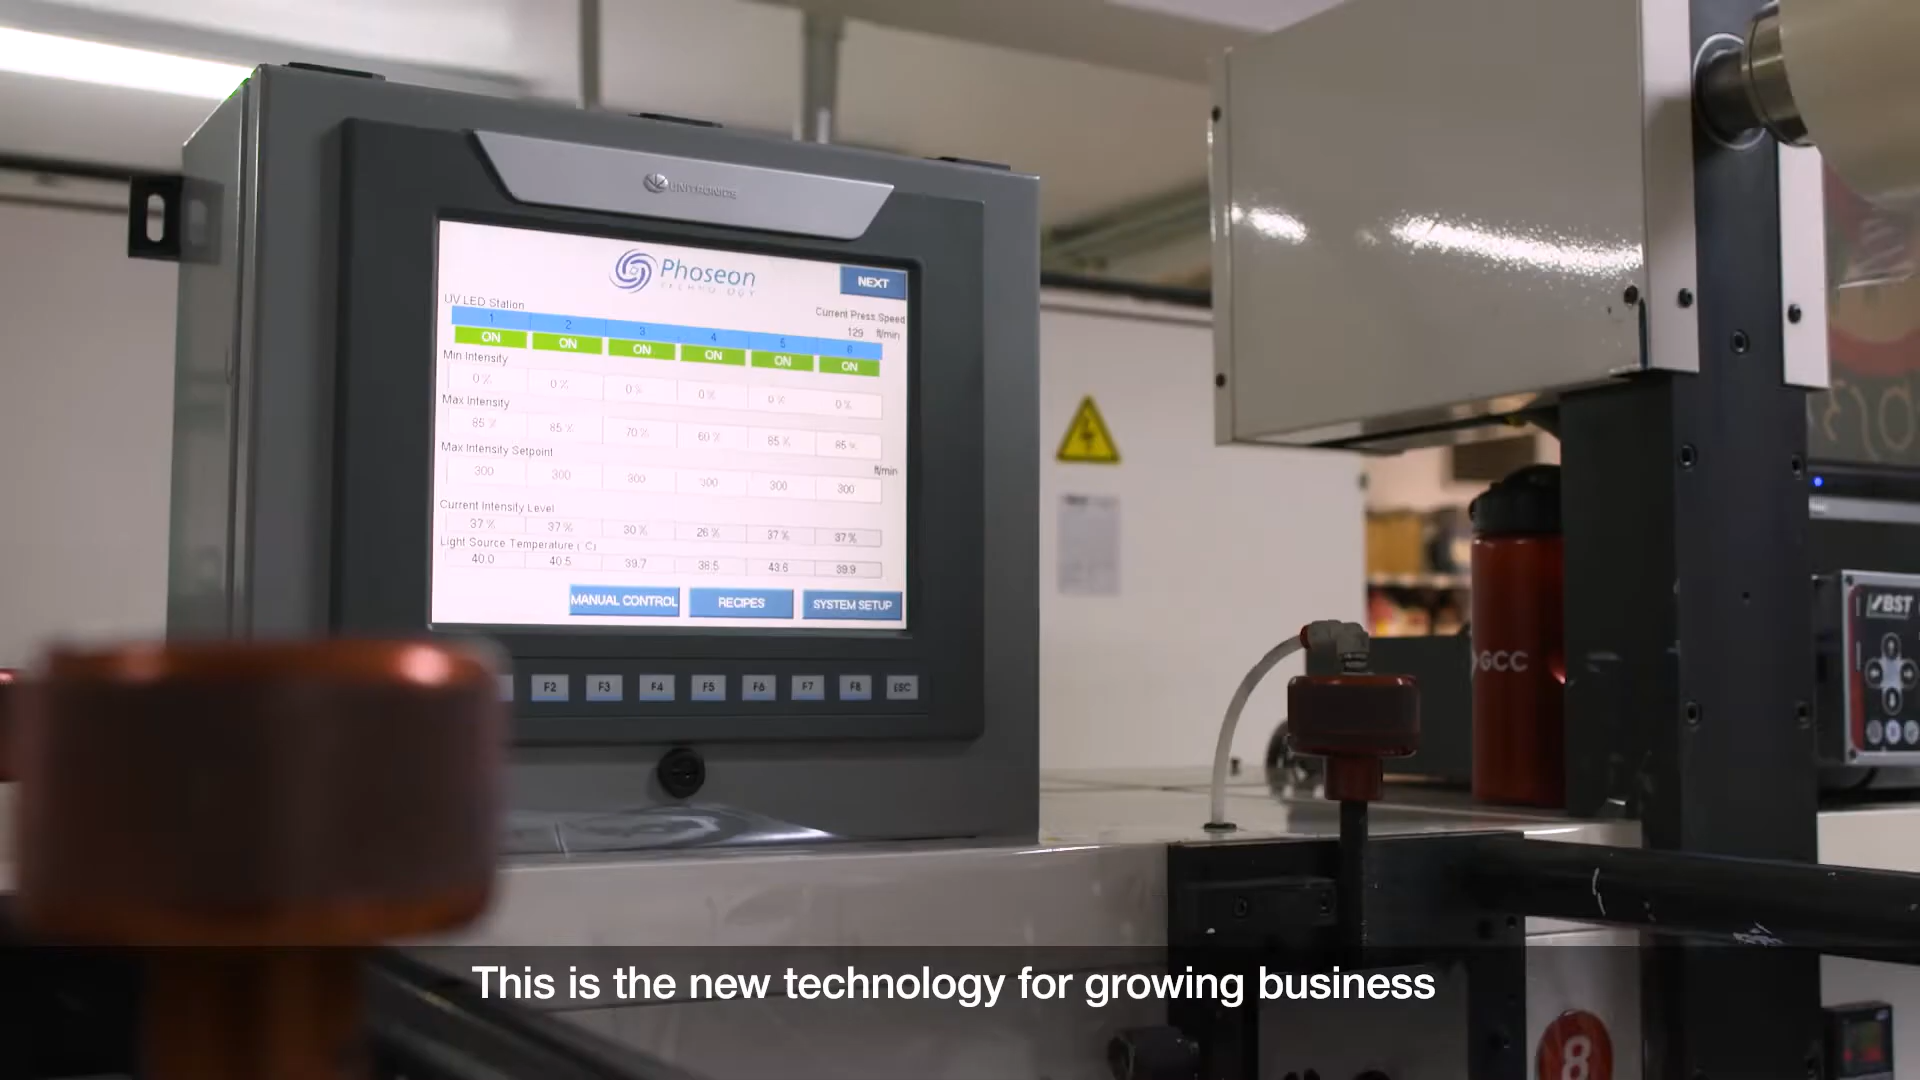 UNITRONICS
Phoseon
TECHNOLOGY
NEXT
UV LED Station
Current Press Speed
129 ft/min
1 2 3 4 5 6
ON ON ON ON ON ON
Min Intensity
0 % 0 % 0 % 0 % 0 % 0 %
Max Intensity
85 % 85 % 70 % 60 % 85 % 85 %
Max Intensity Setpoint
ft/min
300 300 300 300 300 300
Current Intensity Level
37 % 37 % 30 % 26 % 37 % 37 %
Light Source Temperature ( C)
40.0 40.5 39.7 38.5 43.6 39.9
MANUAL CONTROL RECIPES SYSTEM SETUP
F2 F3 F4 F5 F6 F7 F8 ESC
GCC
BST
8
This is the new technology for growing business